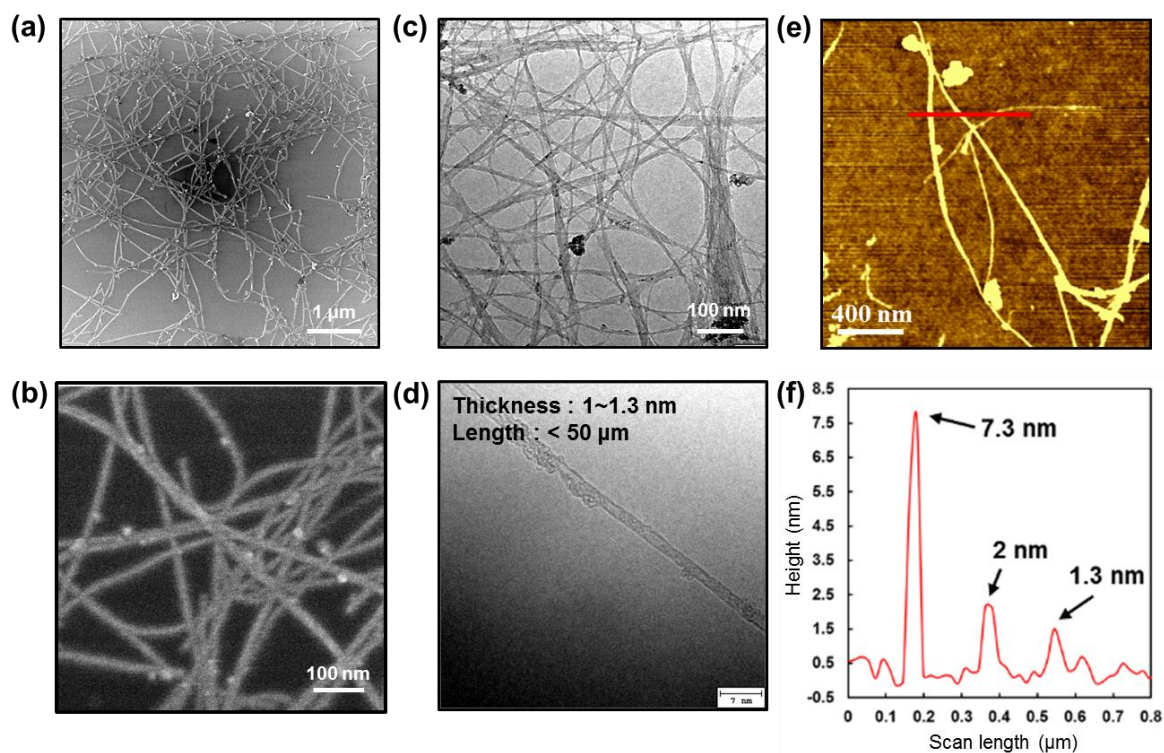 (a)
1 µm
(b)
100 nm
(c)
100 nm
(d)
Thickness : 1~1.3 nm
Length : < 50 µm
7 nm
(e)
400 nm
(f)
8.5
7.5
6.5
5.5
4.5
3.5
2.5
1.5
0.5
-0.5
Height (nm)
7.3 nm
2 nm
1.3 nm
0
0.1
0.2
0.3
0.4
0.5
0.6
0.7
0.8
Scan length (µm)